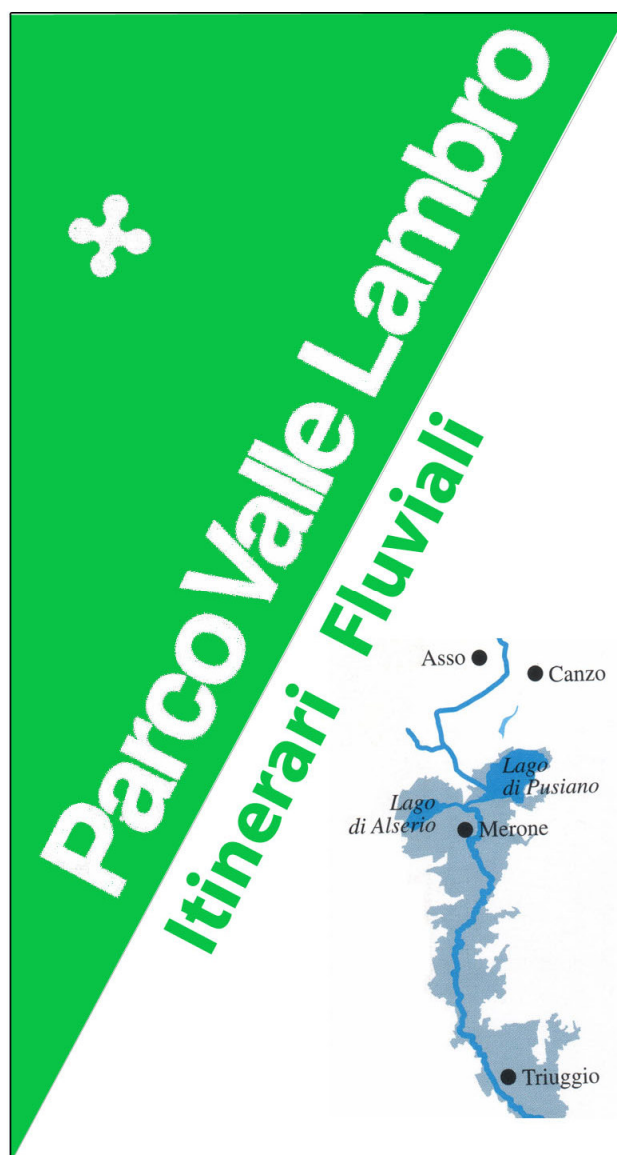 Parco Valle Lambro
Itinerari Fluviali
Asso
Canzo
Lago
di Pusiano
Lago
di Alserio
Merone
Triuggio